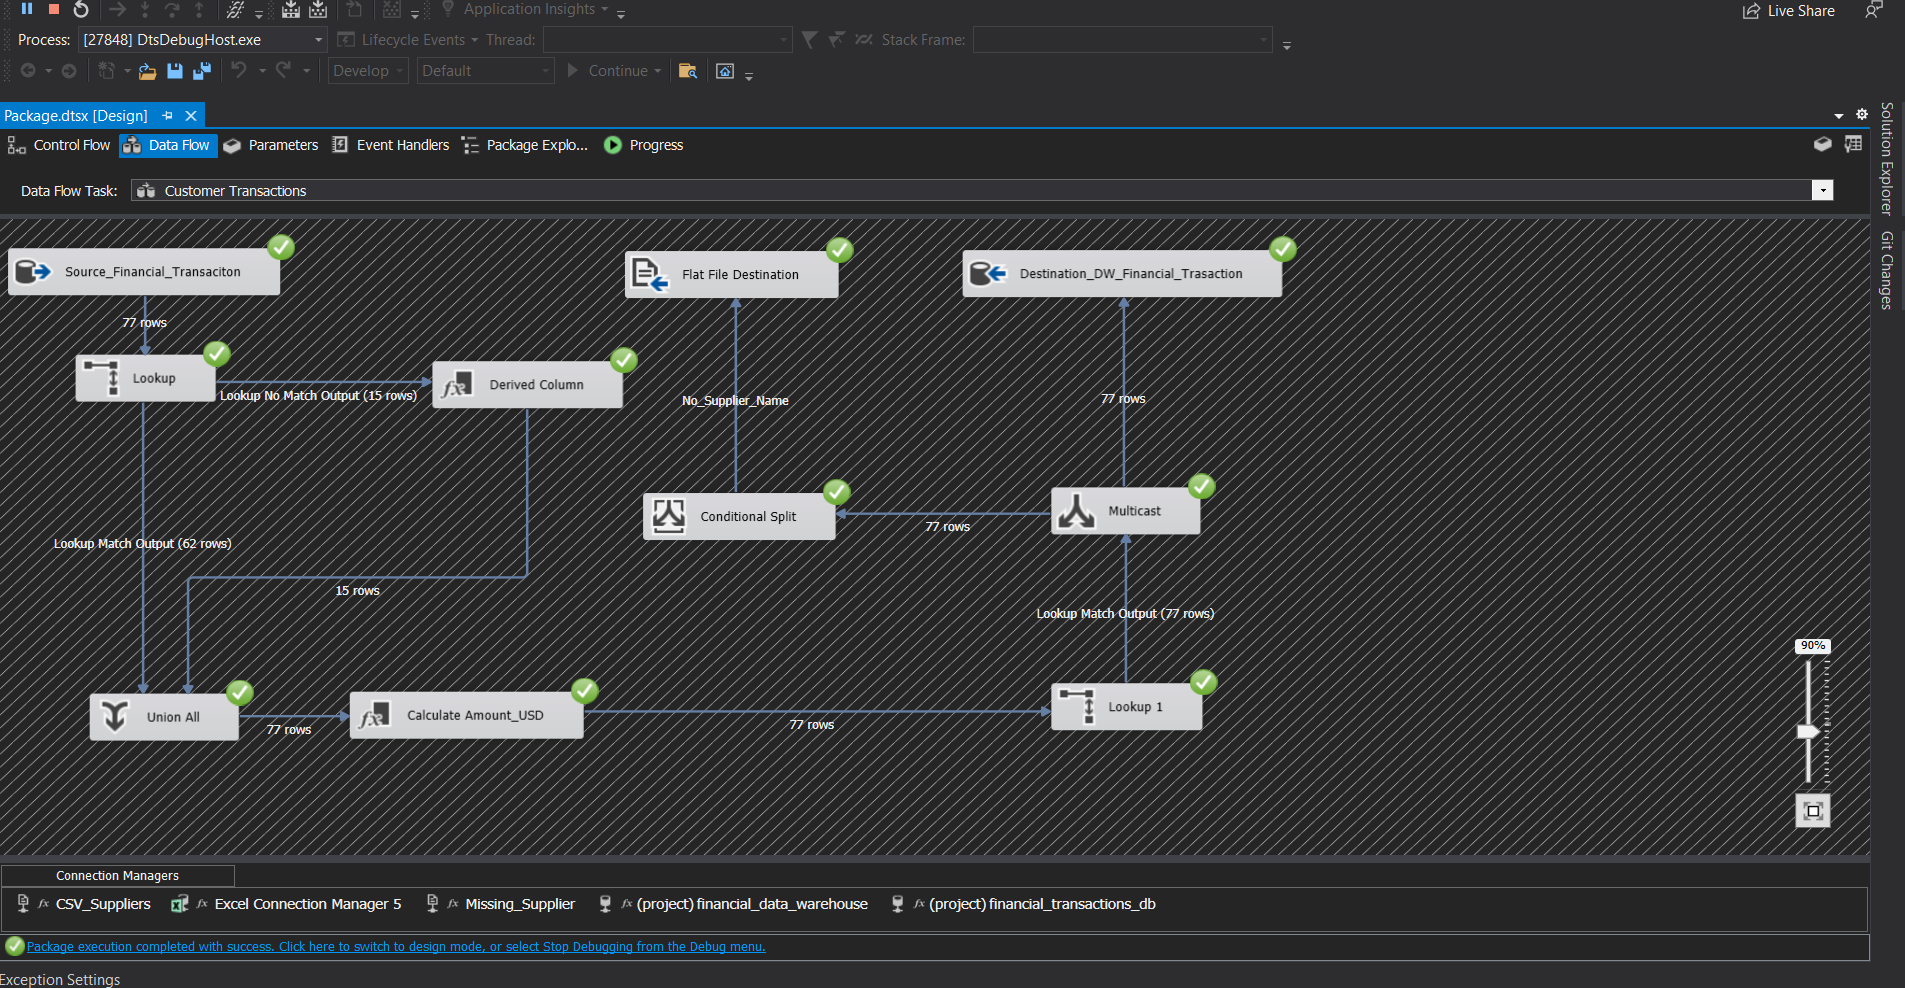 Application Insights
Live Share
Process: [27848] DtsDebugHost.exe Lifecycle Events Thread: Stack Frame:
Develop Default Continue
Package.dtsx [Design]
Control Flow Data Flow Parameters Event Handlers Package Explo... Progress
Data Flow Task: Customer Transactions
Solution Explorer
Git Changes
Source_Financial_Transaciton
Flat File Destination
Destination_DW_Financial_Trasaction
77 rows
Lookup
Derived Column
Lookup No Match Output (15 rows)
No_Supplier_Name
77 rows
Conditional Split
Multicast
77 rows
Lookup Match Output (62 rows)
15 rows
Lookup Match Output (77 rows)
90%
Union All
Calculate Amount_USD
Lookup 1
77 rows
77 rows
Connection Managers
fx CSV_Suppliers fx Excel Connection Manager 5 fx Missing_Supplier fx (project) financial_data_warehouse fx (project) financial_transactions_db
Package execution completed with success. Click here to switch to design mode, or select Stop Debugging from the Debug menu.
Exception Settings